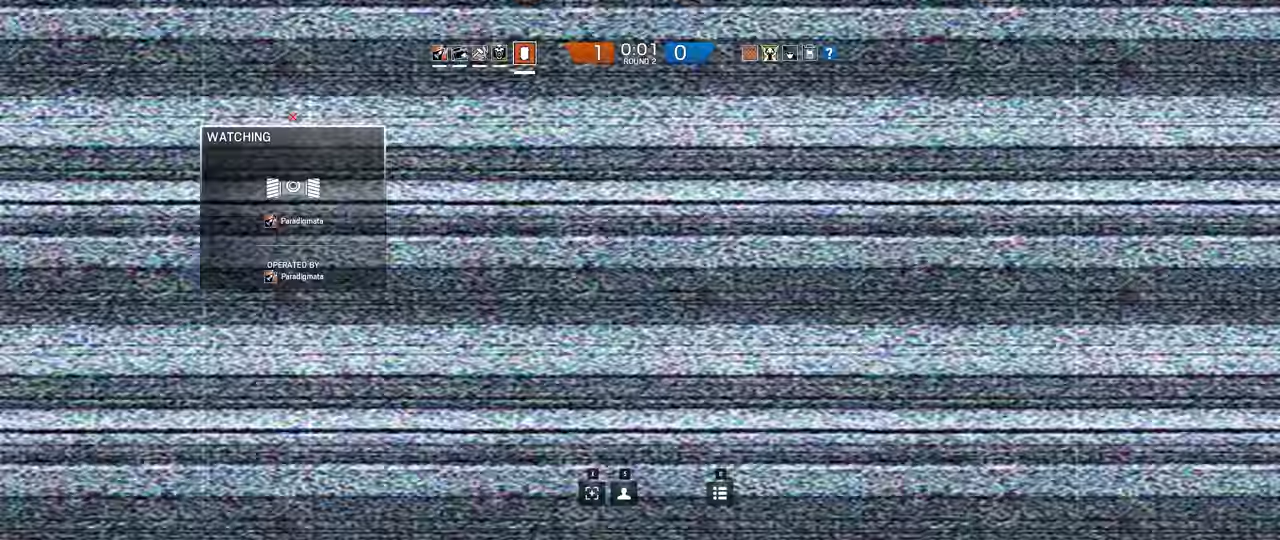 1 0:01 0
ROUND 2
?
WATCHING
Paradigmata
OPERATED BY
Paradigmata